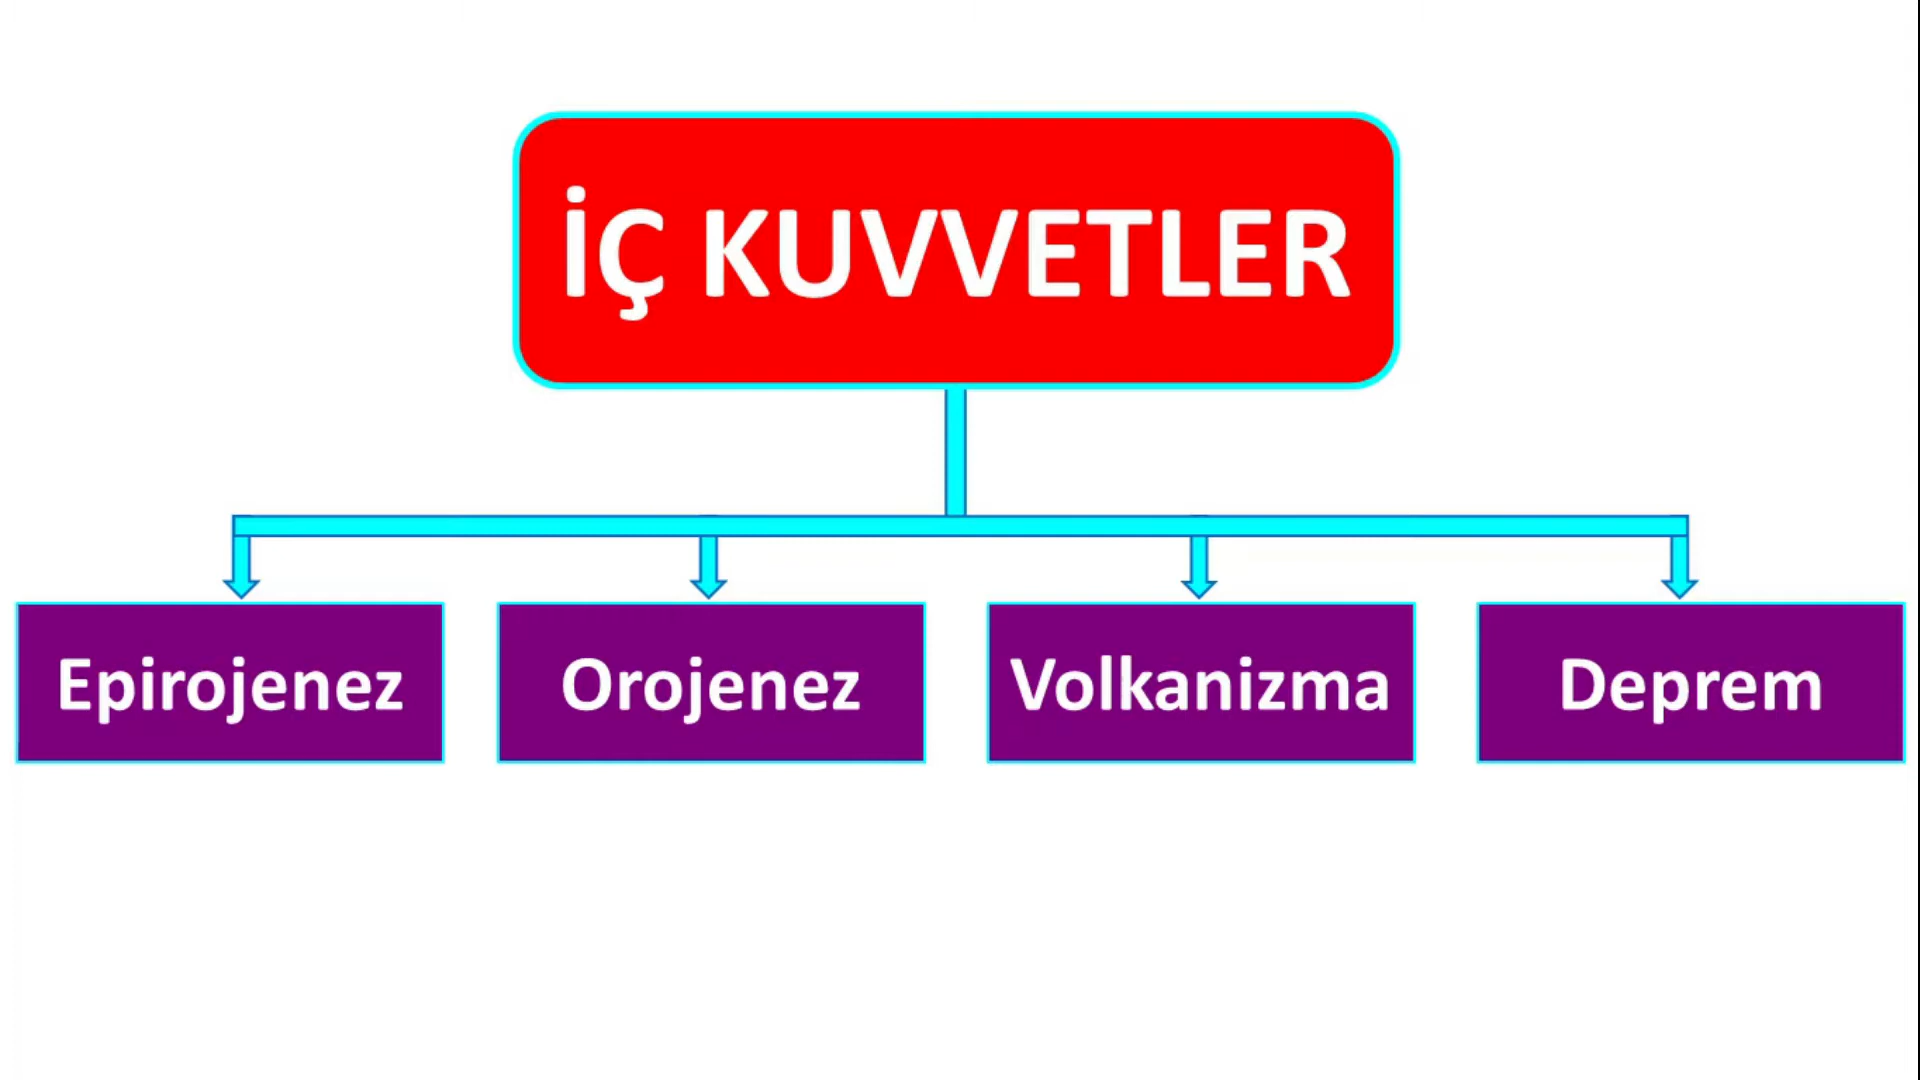 İÇ KUVVETLER
Epirojenez
Orojenez
Volkanizma
Deprem